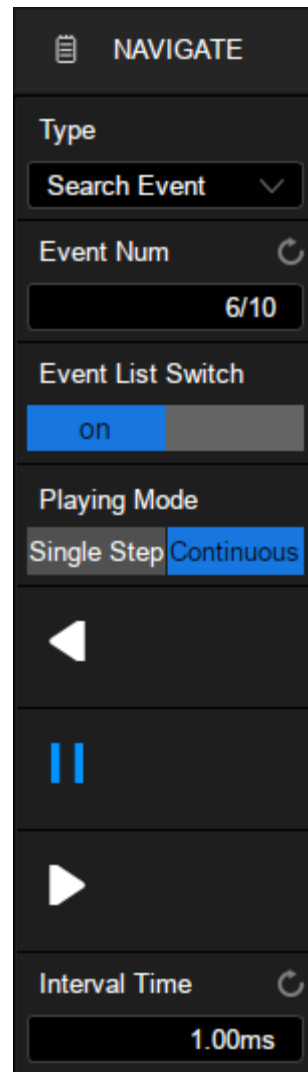 NAVIGATE
Type
Search Event
Event Num
6/10
Event List Switch
on
Playing Mode
Single Step Continuous
Interval Time
1.00ms